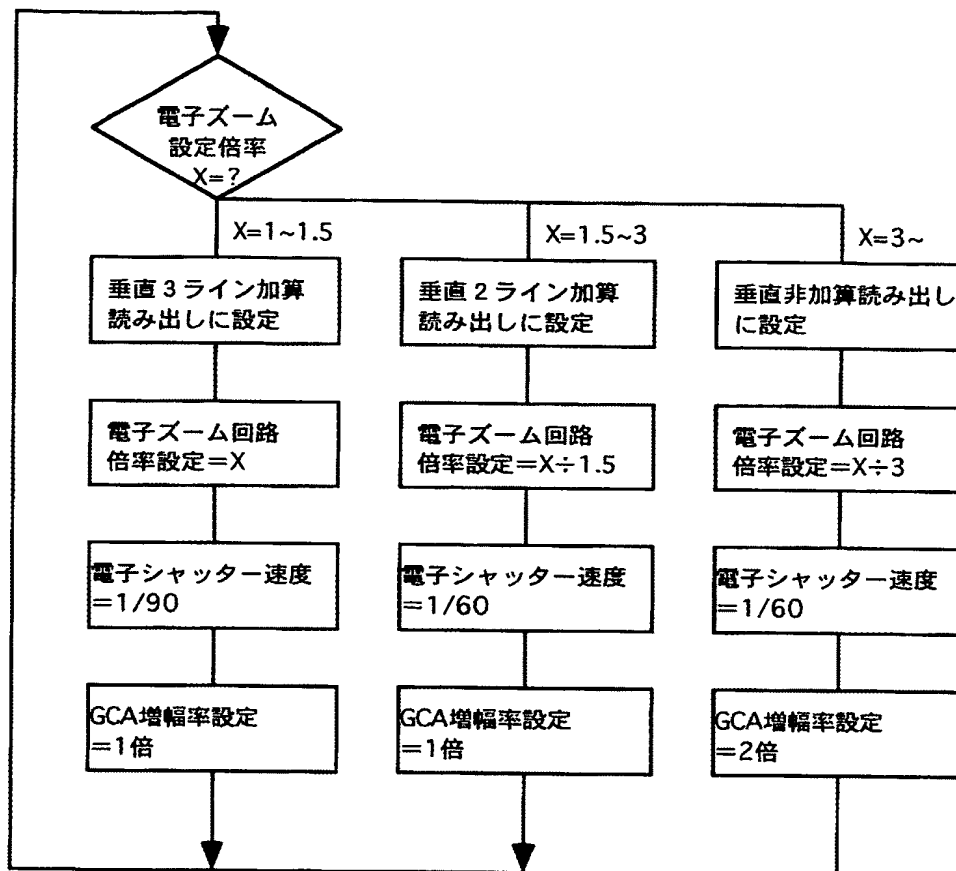 電子ズーム
設定倍率
X=?
X=1~1.5
垂直３ライン加算
読み出しに設定
電子ズーム回路
倍率設定＝X
電子シャッター速度
＝1/90
GCA増幅率設定
＝1倍
X=1.5~3
垂直２ライン加算
読み出しに設定
電子ズーム回路
倍率設定＝X÷1.5
電子シャッター速度
＝1/60
GCA増幅率設定
＝1倍
X=3~
垂直非加算読み出し
に設定
電子ズーム回路
倍率設定＝X÷3
電子シャッター速度
＝1/60
GCA増幅率設定
＝2倍